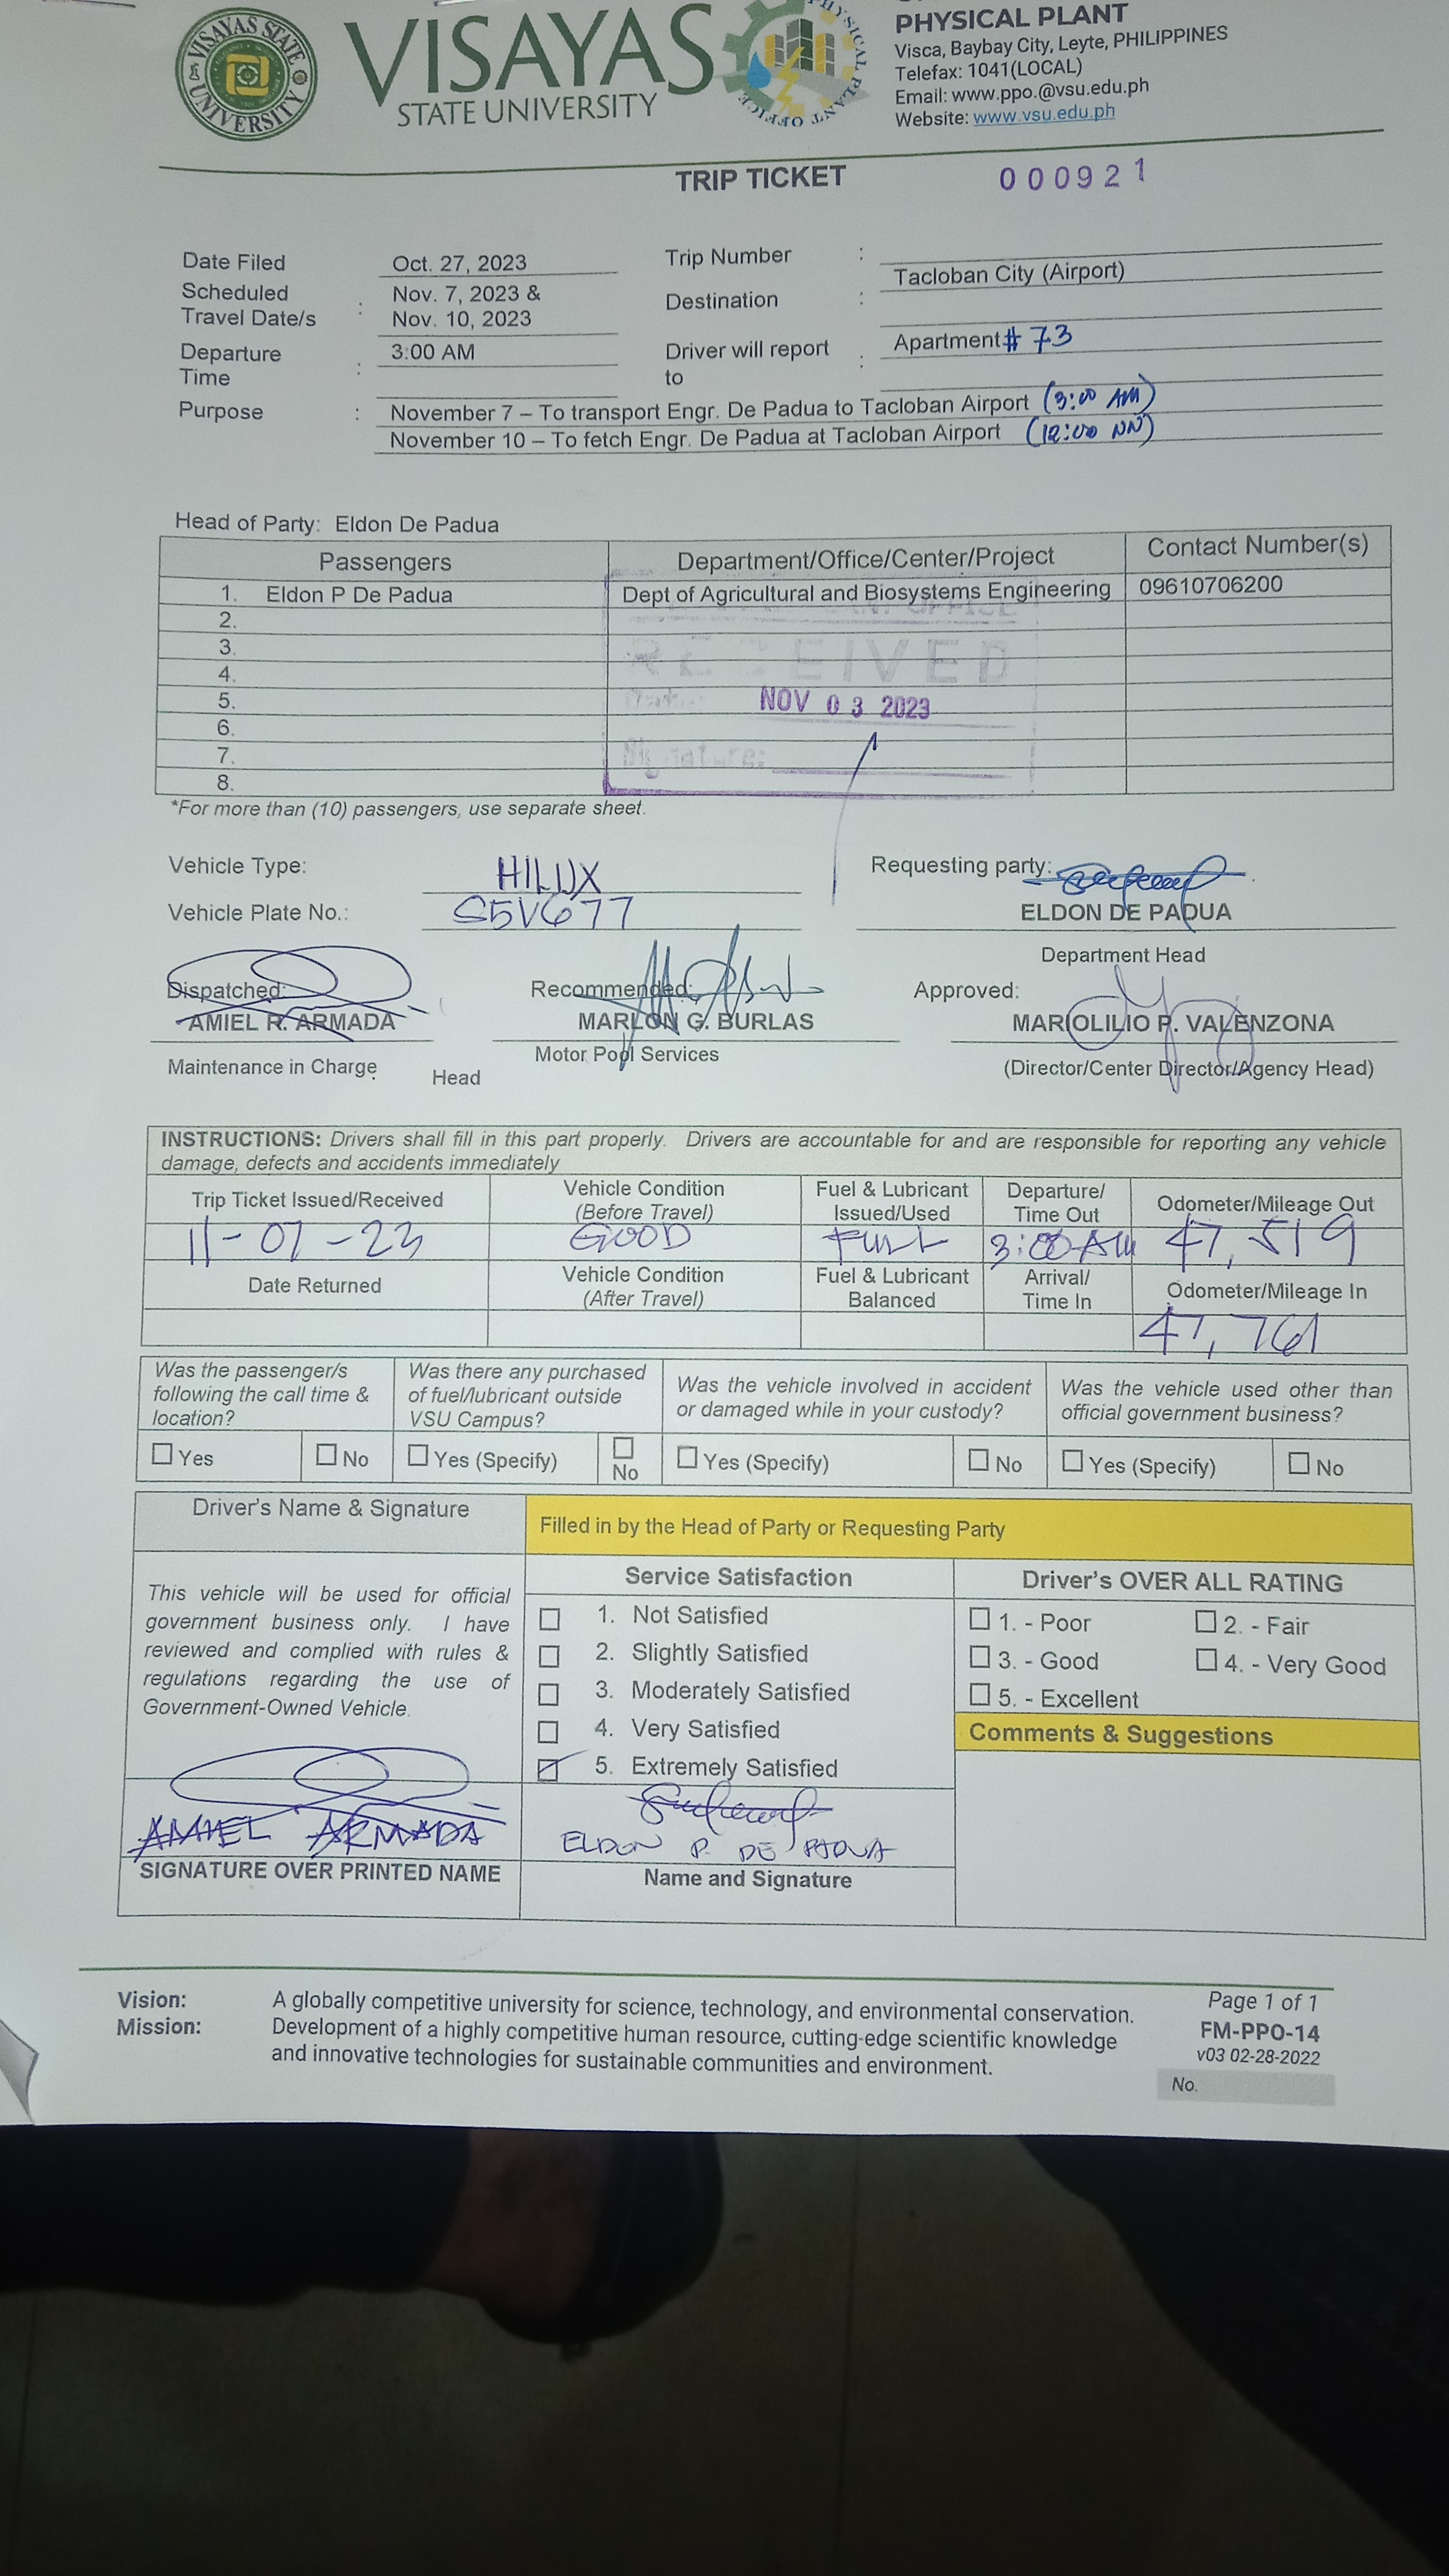 VISAYAS STATE UNIVERSITY
VISAYAS
STATE UNIVERSITY
PHYSICAL PLANT OFFICE
PHYSICAL PLANT
Visca, Baybay City, Leyte, PHILIPPINES
Telefax: 1041(LOCAL)
Email: www.ppo.@vsu.edu.ph
Website: www.vsu.edu.ph
TRIP TICKET 000921
Date Filed Oct. 27, 2023 Trip Number :
Scheduled Travel Date/s : Nov. 7, 2023 & Nov. 10, 2023 Destination : Tacloban City (Airport)
Departure Time : 3:00 AM Driver will report to : Apartment # 73
Purpose : November 7 – To transport Engr. De Padua to Tacloban Airport (3:00 AM)
November 10 – To fetch Engr. De Padua at Tacloban Airport (12:00 NN)
Head of Party: Eldon De Padua
Passengers Department/Office/Center/Project Contact Number(s)
1. Eldon P De Padua Dept of Agricultural and Biosystems Engineering 09610706200
2.
3.
4.
5.
6.
7.
8.
RECEIVED
NOV 03 2023
Signature:
*For more than (10) passengers, use separate sheet.
Vehicle Type: HILUX Requesting party:
Vehicle Plate No.: S5V677 ELDON DE PADUA
Department Head
Dispatched: Recommended: Approved:
AMIEL R. ARMADA MARLON G. BURLAS MARIOLILIO P. VALENZONA
Maintenance in Charge Head Motor Pool Services (Director/Center Director/Agency Head)
INSTRUCTIONS: Drivers shall fill in this part properly. Drivers are accountable for and are responsible for reporting any vehicle
damage, defects and accidents immediately
Trip Ticket Issued/Received Vehicle Condition (Before Travel) Fuel & Lubricant Issued/Used Departure/ Time Out Odometer/Mileage Out
11-07-23 GOOD FULL 3:00 AM 47,519
Date Returned Vehicle Condition (After Travel) Fuel & Lubricant Balanced Arrival/ Time In Odometer/Mileage In
47,761
Was the passenger/s following the call time & location? Was there any purchased of fuel/lubricant outside VSU Campus? Was the vehicle involved in accident or damaged while in your custody? Was the vehicle used other than official government business?
Yes No Yes (Specify) No Yes (Specify) No Yes (Specify) No
Driver's Name & Signature Filled in by the Head of Party or Requesting Party
This vehicle will be used for official
government business only. I have
reviewed and complied with rules &
regulations regarding the use of
Government-Owned Vehicle.
AMIEL ARMADA
SIGNATURE OVER PRINTED NAME
Service Satisfaction
1. Not Satisfied
2. Slightly Satisfied
3. Moderately Satisfied
4. Very Satisfied
5. Extremely Satisfied
ELDON P. DE PADUA
Name and Signature
Driver's OVER ALL RATING
1. - Poor 2. - Fair
3. - Good 4. - Very Good
5. - Excellent
Comments & Suggestions
Vision: A globally competitive university for science, technology, and environmental conservation.
Mission: Development of a highly competitive human resource, cutting-edge scientific knowledge
and innovative technologies for sustainable communities and environment.
Page 1 of 1
FM-PPO-14
v03 02-28-2022
No.